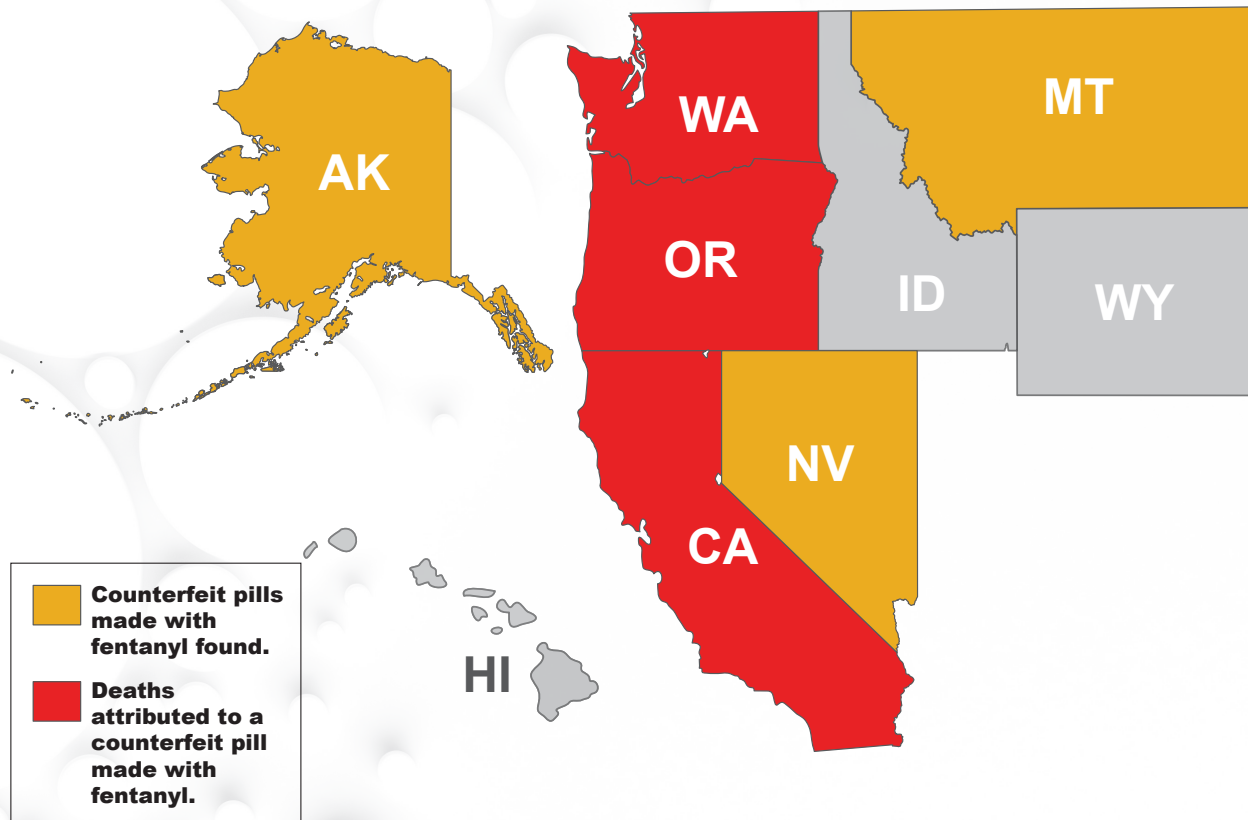 WA
MT
AK
OR
ID
WY
NV
CA
HI
Counterfeit pills
made with
fentanyl found.
Deaths
attributed to a
counterfeit pill
made with
fentanyl.